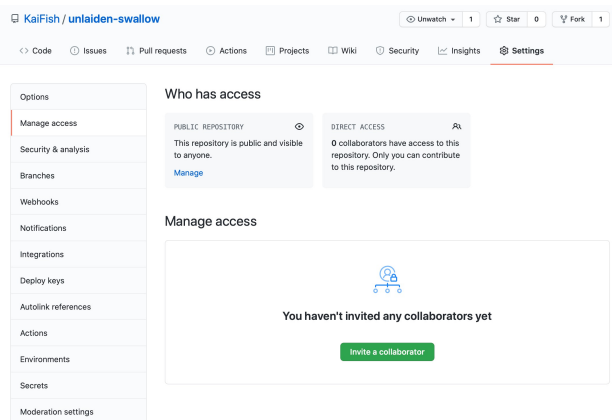 KaiFish / unlaiden-swallow
Unwatch 1 Star 0 Fork 1
Code Issues Pull requests Actions Projects Wiki Security Insights Settings
Options
Manage access
Security & analysis
Branches
Webhooks
Notifications
Integrations
Deploy keys
Autolink references
Actions
Environments
Secrets
Moderation settings
Who has access
PUBLIC REPOSITORY
This repository is public and visible
to anyone.
Manage
DIRECT ACCESS
0 collaborators have access to this
repository. Only you can contribute
to this repository.
Manage access
You haven't invited any collaborators yet
Invite a collaborator